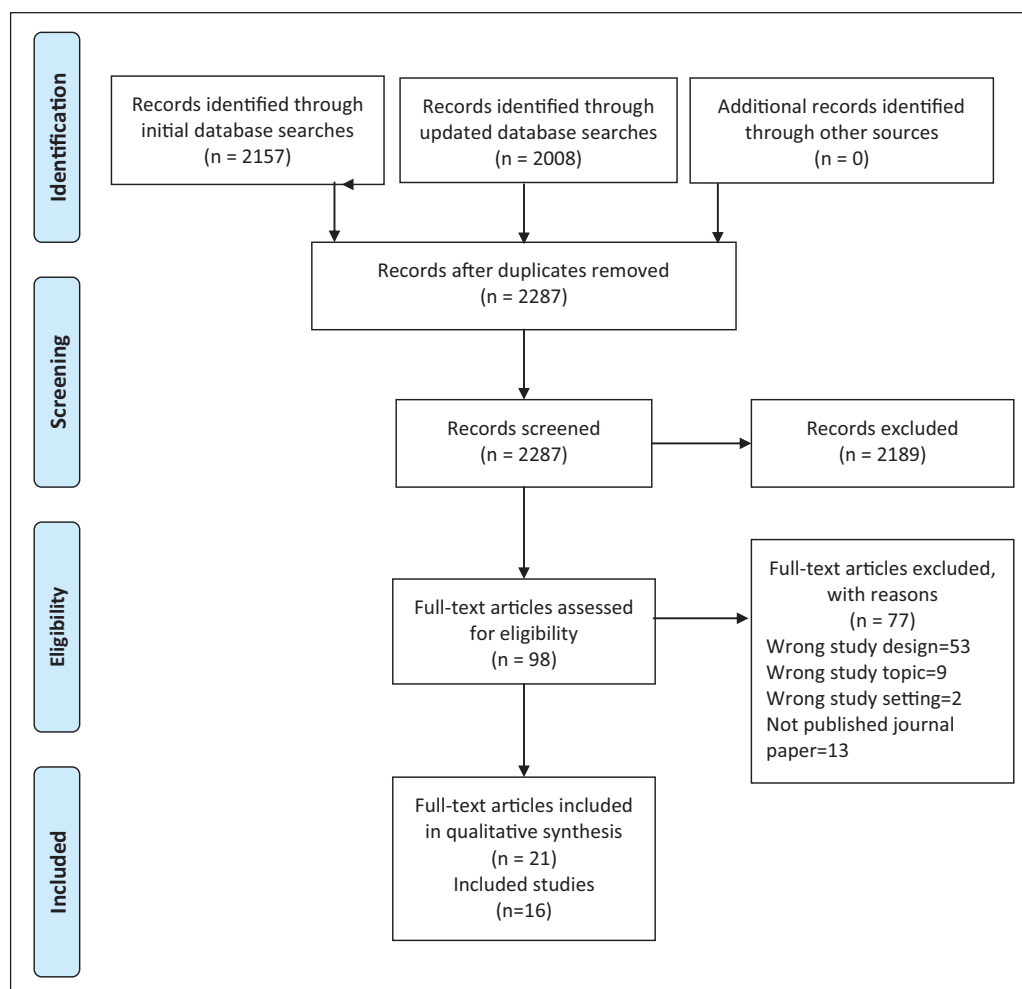 Identification
Records identified through
initial database searches
(n = 2157)
Records identified through
updated database searches
(n = 2008)
Additional records identified
through other sources
(n = 0)
Records after duplicates removed
(n = 2287)
Screening
Records screened
(n = 2287)
Records excluded
(n = 2189)
Eligibility
Full-text articles assessed
for eligibility
(n = 98)
Full-text articles excluded,
with reasons
(n = 77)
Wrong study design=53
Wrong study topic=9
Wrong study setting=2
Not published journal
paper=13
Included
Full-text articles included
in qualitative synthesis
(n = 21)
Included studies
(n=16)